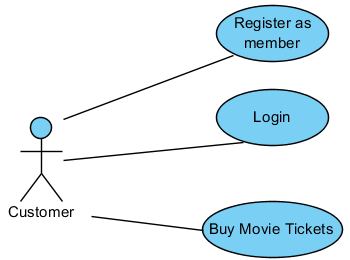 Register as
member
Login
Customer
Buy Movie Tickets